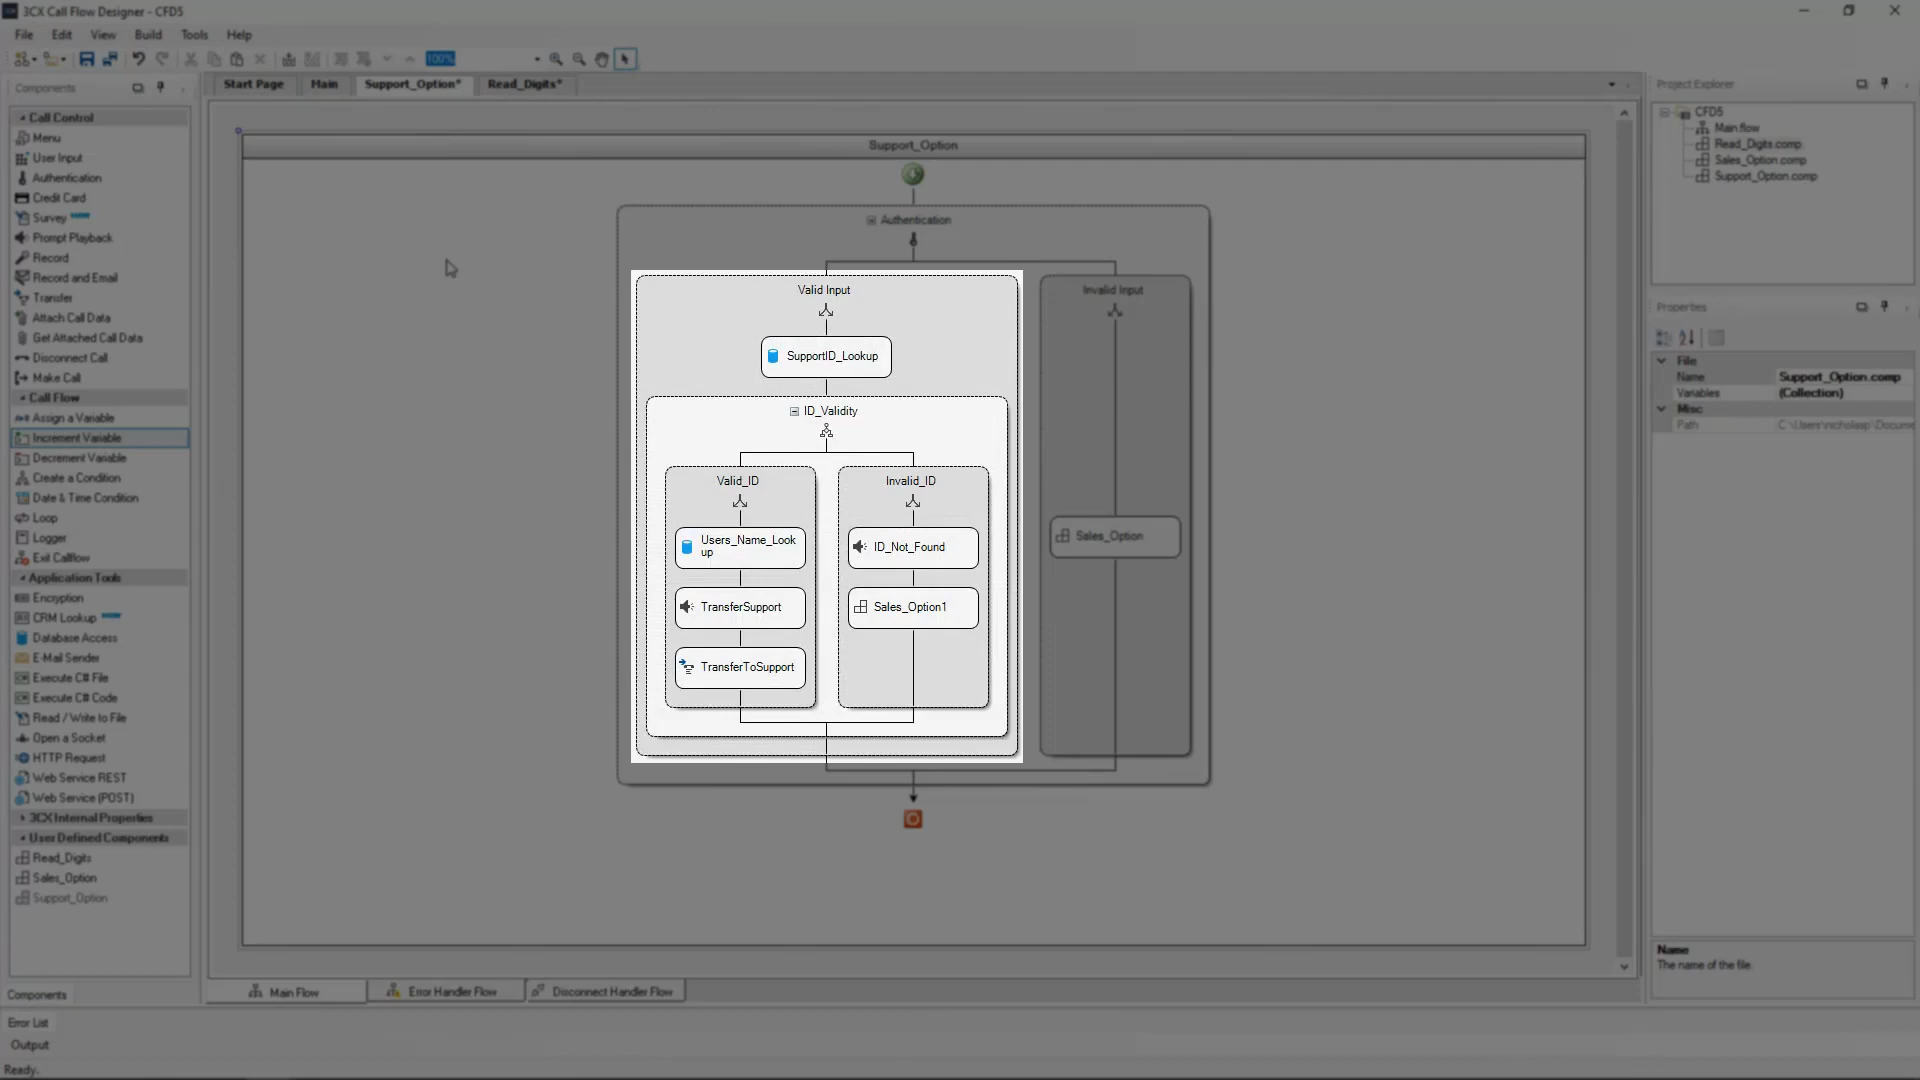 3CX Call Flow Designer - CFD5
File Edit View Build Tools Help
100%
Components
Start Page Main Support_Option* Read_Digits*
Project Explorer
Call Control
Menu
User Input
Authentication
Credit Card
Survey
Prompt Playback
Record
Record and Email
Transfer
Attach Call Data
Get Attached Call Data
Disconnect Call
Make Call
Call Flow
Assign a Variable
Increment Variable
Decrement Variable
Create a Condition
Date & Time Condition
Loop
Logger
Exit Callflow
Application Tools
Encryption
CRM Lookup
Database Access
E-Mail Sender
Execute C# File
Execute C# Code
Read / Write to File
Open a Socket
HTTP Request
Web Service REST
Web Service (POST)
3CX Internal Properties
User Defined Components
Read_Digits
Sales_Option
Support_Option
Components
Support_Option
Authentication
Valid Input
SupportID_Lookup
ID_Validity
Valid_ID
Users_Name_Look
up
TransferSupport
TransferToSupport
Invalid_ID
ID_Not_Found
Sales_Option1
Invalid Input
Sales_Option
Main Flow Error Handler Flow Disconnect Handler Flow
CFD5
Main.flow
Read_Digits.comp
Sales_Option.comp
Support_Option.comp
Properties
File
Name Support_Option.comp
Variables (Collection)
Misc
Path C:\Users\nicholasp\Docume
Name
The name of the file.
Error List
Output
Ready.